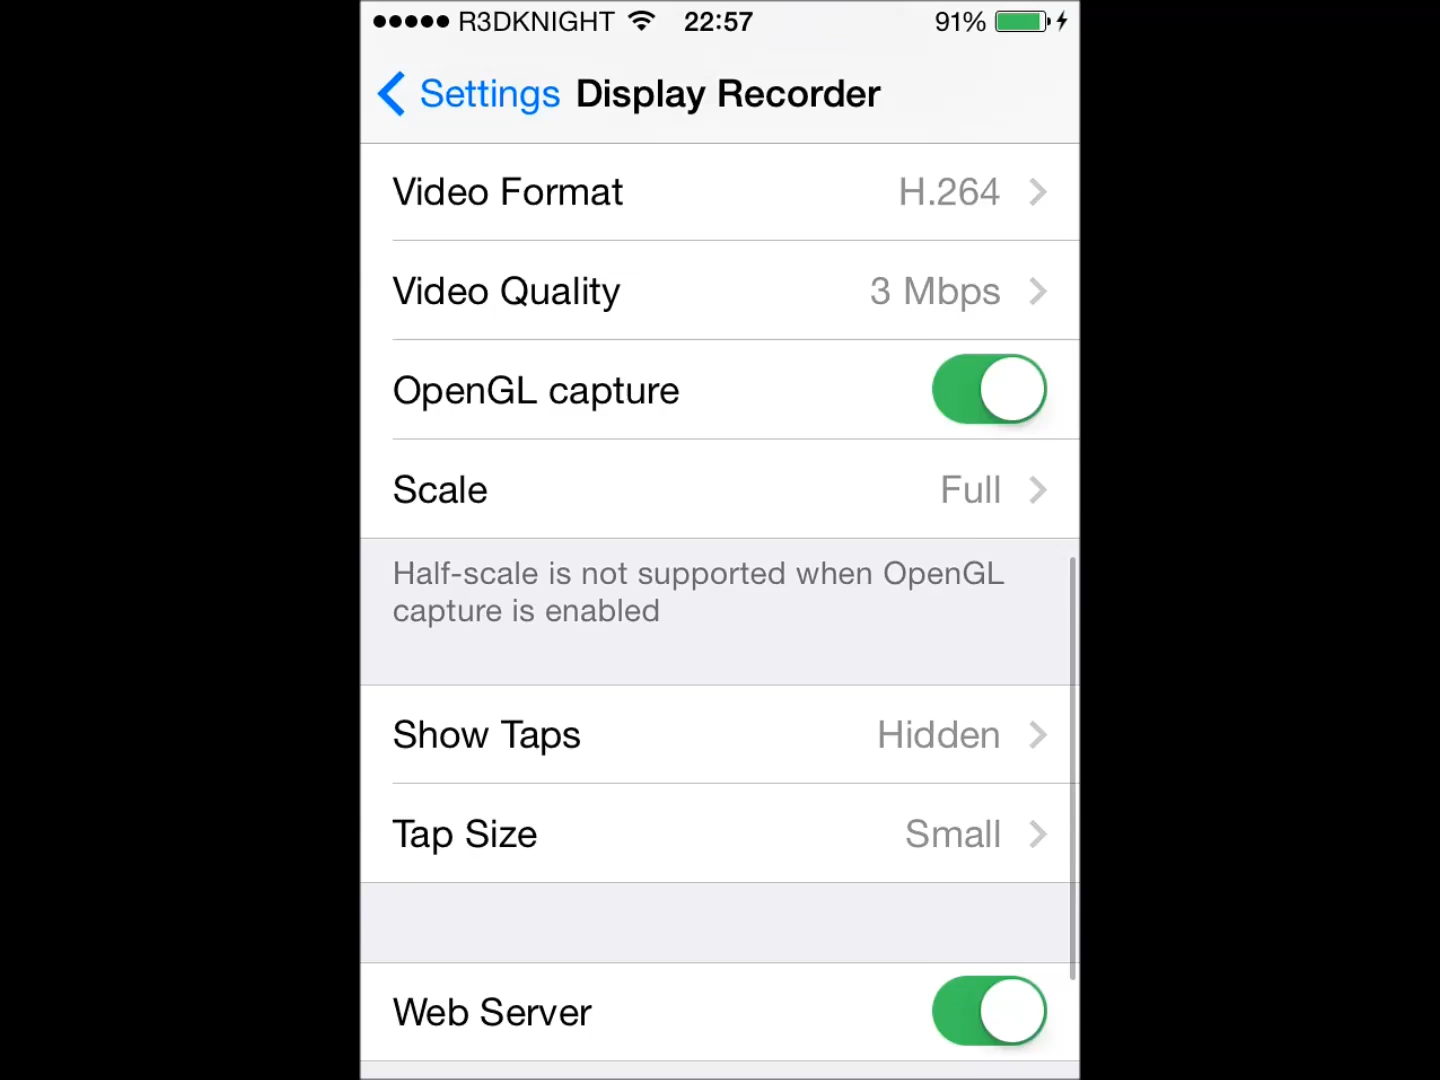 ●●●●● R3DKNIGHT 22:57 91%
Settings Display Recorder
Video Format H.264
Video Quality 3 Mbps
OpenGL capture
Scale Full
Half-scale is not supported when OpenGL
capture is enabled
Show Taps Hidden
Tap Size Small
Web Server